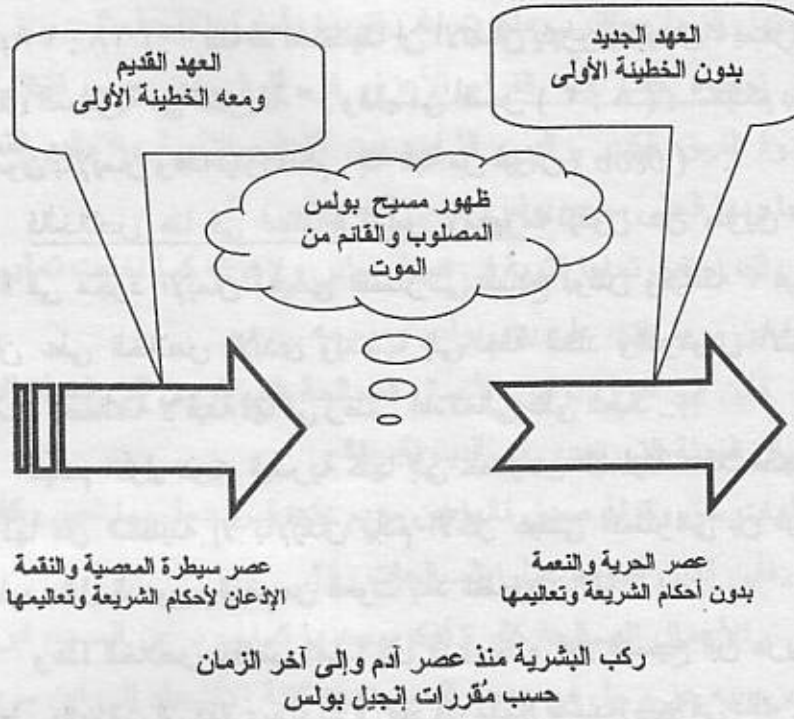 العهد الجديد
بدون الخطيئة الأولى
العهد القديم
ومعه الخطيئة الأولى
ظهور مسيح بولس
المصلوب والقائم من
الموت
عصر الحرية والنعمة
بدون أحكام الشريعة وتعاليمها
عصر سيطرة المعصية والنقمة
الإذعان لأحكام الشريعة وتعاليمها
ركب البشرية منذ عصر آدم وإلى آخر الزمان
حسب مُقررات إنجيل بولس